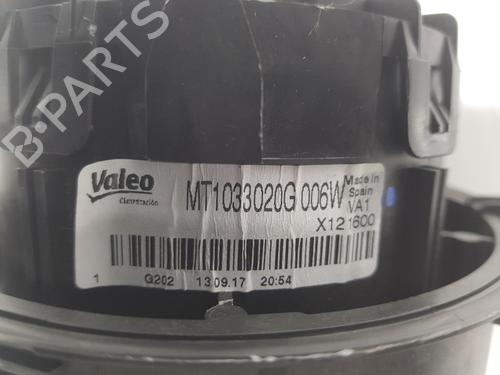 B-PARTS
Valeo
Climatización
MT1033020G 006W
Made in
Spain
VA1
X121600
1 G202 13.09.17 20:54